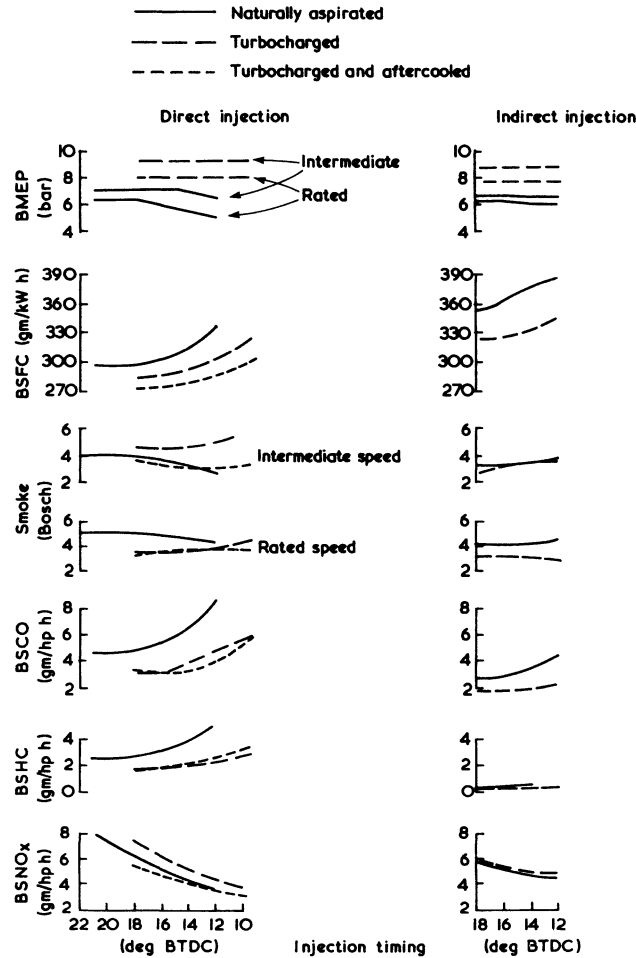 Naturally aspirated
Turbocharged
Turbocharged and aftercooled
Direct injection
Indirect injection
BMEP
(bar)
10
8
6
4
Intermediate
Rated
10
8
6
4
BSFC (gm/kW h)
390
360
330
300
270
390
360
330
300
270
Smoke
(Bosch)
6
4
2
Intermediate speed
6
4
2
6
4
2
Rated speed
6
4
2
BSCO
(gm/hp h)
8
6
4
2
8
6
4
2
BSHC
(gm/hp h)
4
2
0
4
2
0
BSNOx
(gm/hp h)
8
6
4
2
22 20 18 16 14 12 10
(deg BTDC)
Injection timing
8
6
4
2
18 16 14 12
(deg BTDC)